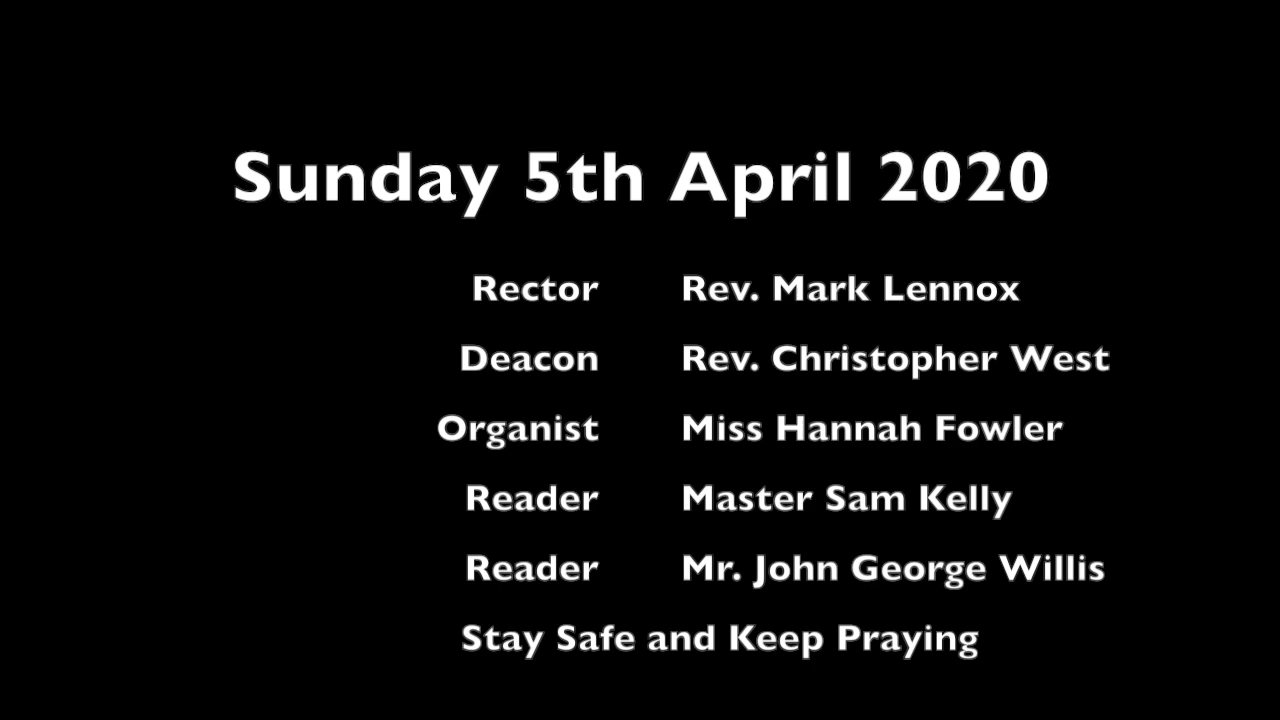 Sunday 5th April 2020
Rector Rev. Mark Lennox
Deacon Rev. Christopher West
Organist Miss Hannah Fowler
Reader Master Sam Kelly
Reader Mr. John George Willis
Stay Safe and Keep Praying